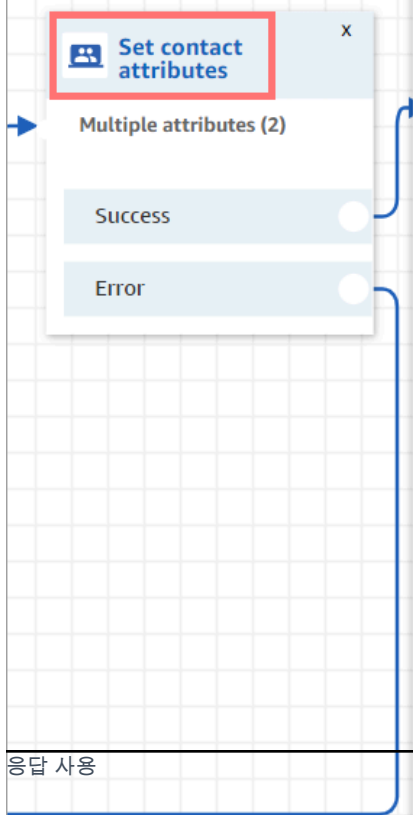 Set contact
attributes
x
Multiple attributes (2)
Success
Error
응답 사용